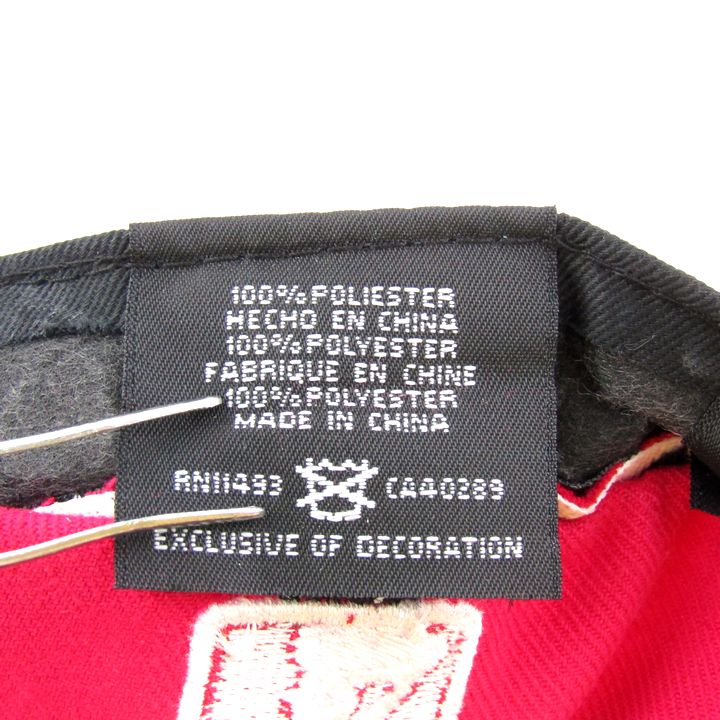 100% POLIESTER
HECHO EN CHINA
100% POLYESTER
FABRIQUE EN CHINE
100% POLYESTER
MADE IN CHINA
RN11493 CA40289
EXCLUSIVE OF DECORATION